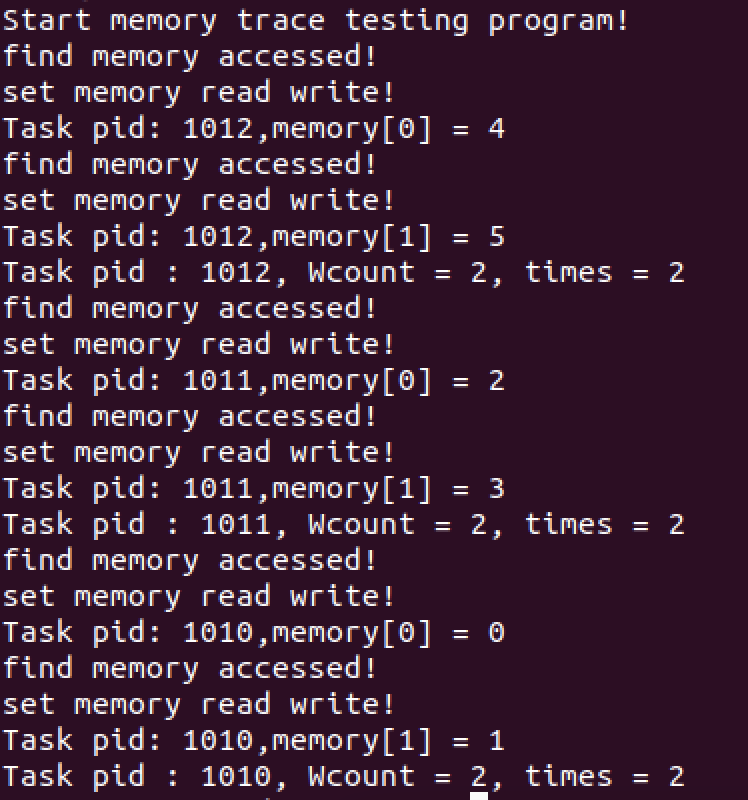 Start memory trace testing program!
find memory accessed!
set memory read write!
Task pid: 1012,memory[0] = 4
find memory accessed!
set memory read write!
Task pid: 1012,memory[1] = 5
Task pid : 1012, Wcount = 2, times = 2
find memory accessed!
set memory read write!
Task pid: 1011,memory[0] = 2
find memory accessed!
set memory read write!
Task pid: 1011,memory[1] = 3
Task pid : 1011, Wcount = 2, times = 2
find memory accessed!
set memory read write!
Task pid: 1010,memory[0] = 0
find memory accessed!
set memory read write!
Task pid: 1010,memory[1] = 1
Task pid : 1010, Wcount = 2, times = 2